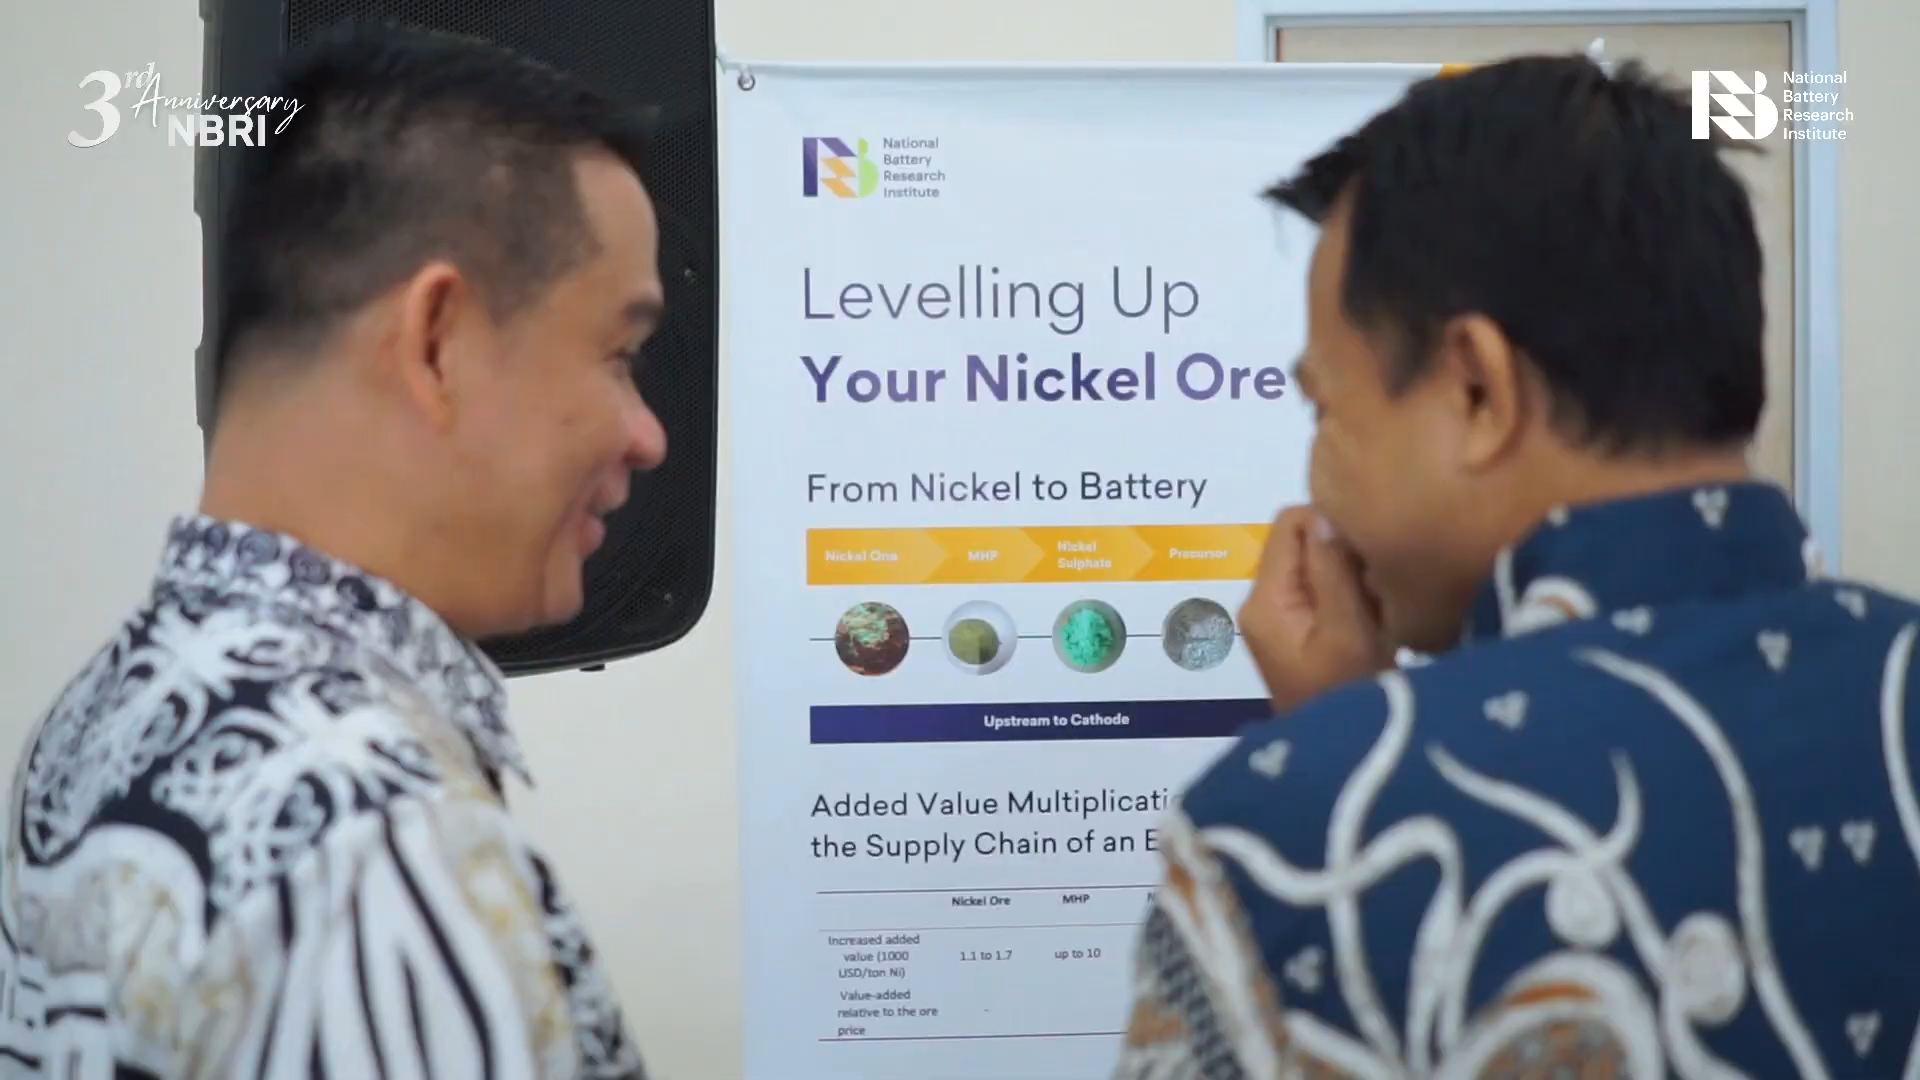 3rd Anniversary
NBRI
National
Battery
Research
Institute
National
Battery
Research
Institute
Levelling Up
Your Nickel Ore
From Nickel to Battery
Nickel Ore
MHP
Nickel
Sulphate
Precursor
Upstream to Cathode
Added Value
the Supply Chain of an
Nickel Ore MHP
Increased added
value (1000
USD/ton Ni)
1.1 to 1.7 up to 10
Value-added
relative to the ore
price
-